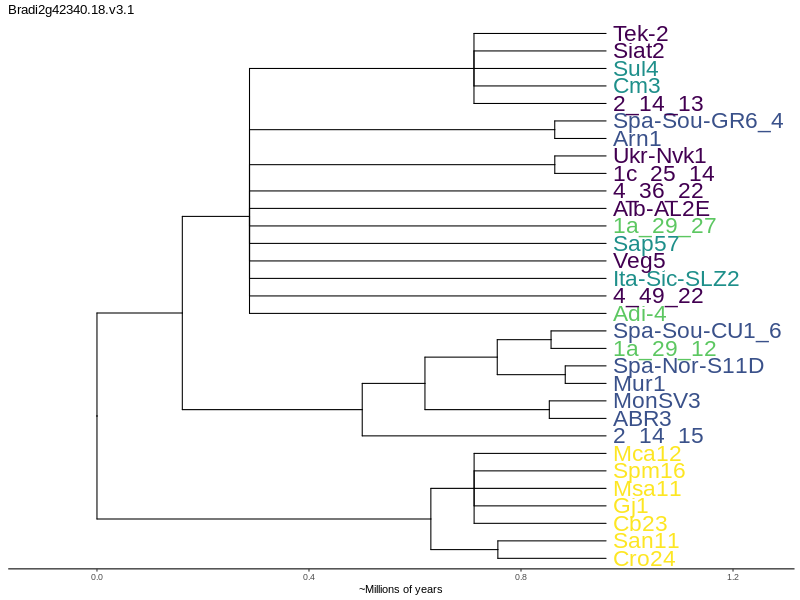 Bradi2g42340.18.v3.1
Tek-2
Siat2
Sul4
Cm3
2_14_13
Spa-Sou-GR6_4
Arn1
Ukr-Nvk1
1c_25_14
4_36_22
Alb-AL2E
1a_29_27
Sap57
Veg5
Ita-Sic-SLZ2
4_49_22
Adi-4
Spa-Sou-CU1_6
1a_29_12
Spa-Nor-S11D
Mur1
MonSV3
ABR3
2_14_15
Mca12
Spm16
Msa11
Gj1
Cb23
San11
Cro24
0.0 0.4 0.8 1.2
~Millions of years